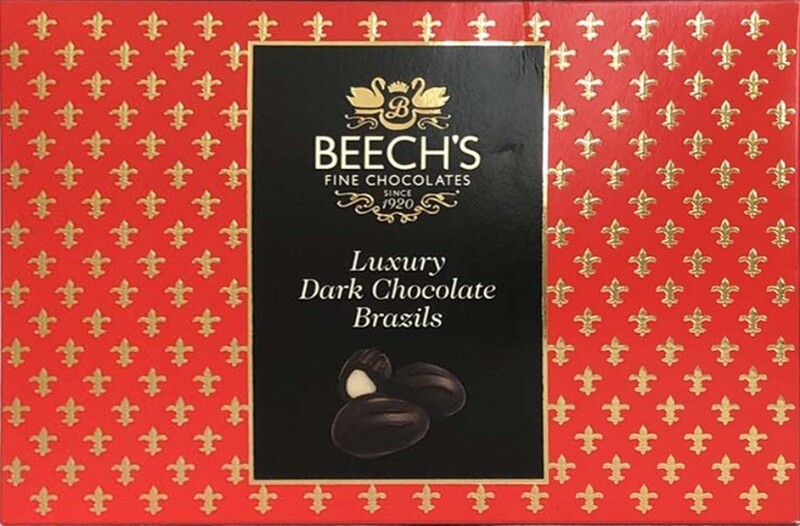 B
BEECH'S
FINE CHOCOLATES
SINCE
1920
Luxury
Dark Chocolate
Brazils